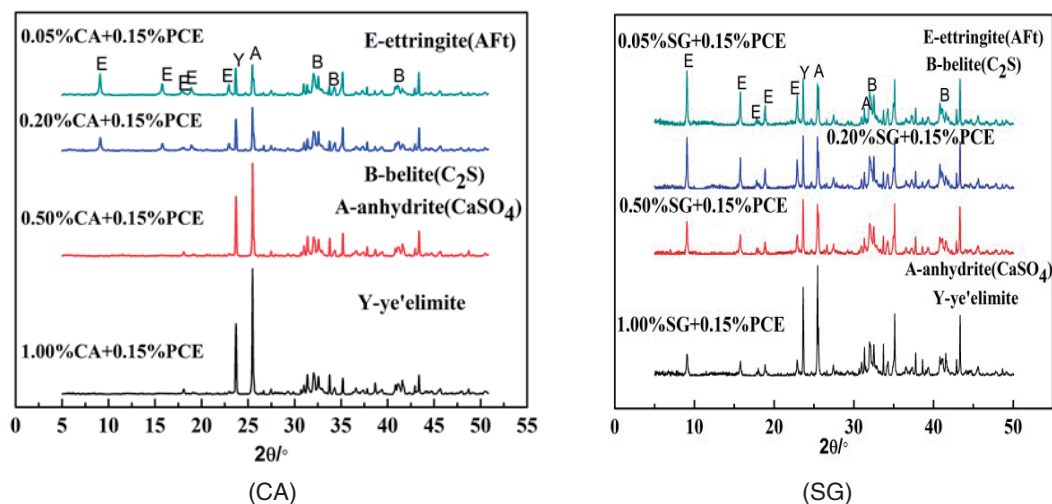 0.05%CA+0.15%PCE
E-ettringite(AFt)
E
E
E
E
E
Y
A
B
B
B
0.20%CA+0.15%PCE
B-belite(C₂S)
0.50%CA+0.15%PCE
A-anhydrite(CaSO₄)
Y-ye'elimite
1.00%CA+0.15%PCE
0 5 10 15 20 25 30 35 40 45 50 55
2θ/°
(CA)
0.05%SG+0.15%PCE
E-ettringite(AFt)
B-belite(C₂S)
E
E
E
E
E
Y
A
A
B
B
0.20%SG+0.15%PCE
0.50%SG+0.15%PCE
A-anhydrite(CaSO₄)
Y-ye'elimite
1.00%SG+0.15%PCE
0 10 20 30 40 50
2θ/°
(SG)